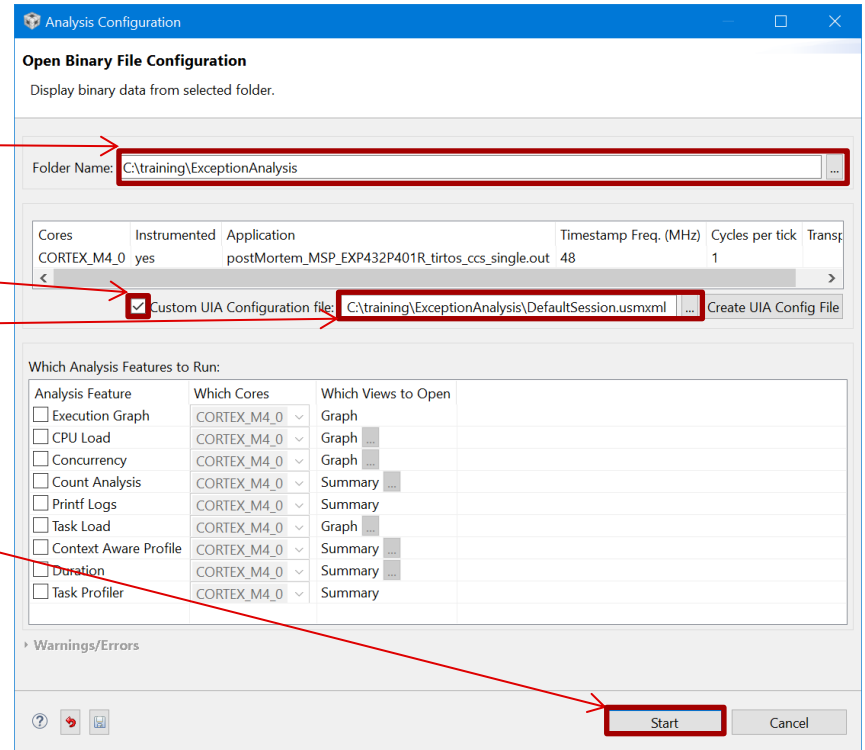 Analysis Configuration
Open Binary File Configuration
Display binary data from selected folder.
Folder Name: C:\training\ExceptionAnalysis ...
Cores Instrumented Application Timestamp Freq. (MHz) Cycles per tick Transp
CORTEX_M4_0 yes postMortem_MSP_EXP432P401R_tirtos_ccs_single.out 48 1
Custom UIA Configuration file: C:\training\ExceptionAnalysis\DefaultSession.usmxml ... Create UIA Config File
Which Analysis Features to Run:
Analysis Feature Which Cores Which Views to Open
Execution Graph CORTEX_M4_0 Graph
CPU Load CORTEX_M4_0 Graph ...
Concurrency CORTEX_M4_0 Graph ...
Count Analysis CORTEX_M4_0 Summary ...
Printf Logs CORTEX_M4_0 Summary
Task Load CORTEX_M4_0 Graph ...
Context Aware Profile CORTEX_M4_0 Summary ...
Duration CORTEX_M4_0 Summary ...
Task Profiler CORTEX_M4_0 Summary
Warnings/Errors
? Start Cancel